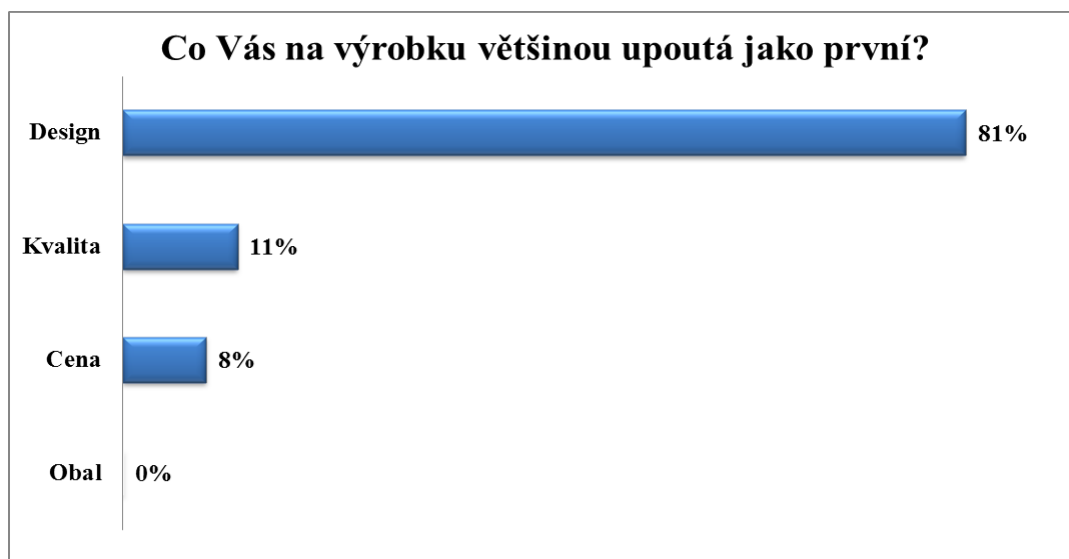 Co Vás na výrobku většinou upoutá jako první?
Design 81%
Kvalita 11%
Cena 8%
Obal 0%